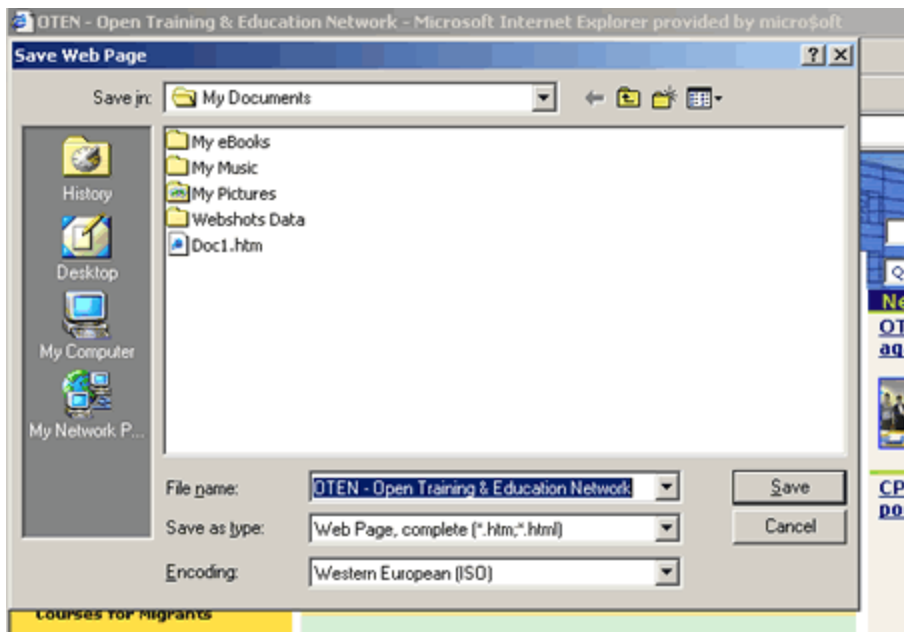 OTEN - Open Training & Education Network - Microsoft Internet Explorer provided by micro$oft
Save Web Page
Save in:
My Documents
History
Desktop
My Computer
My Network P...
My eBooks
My Music
My Pictures
Webshots Data
Doc1.htm
File name:
OTEN - Open Training & Education Network
Save
Save as type:
Web Page, complete (*.htm;*.html)
Cancel
Encoding:
Western European (ISO)
Courses for Migrants